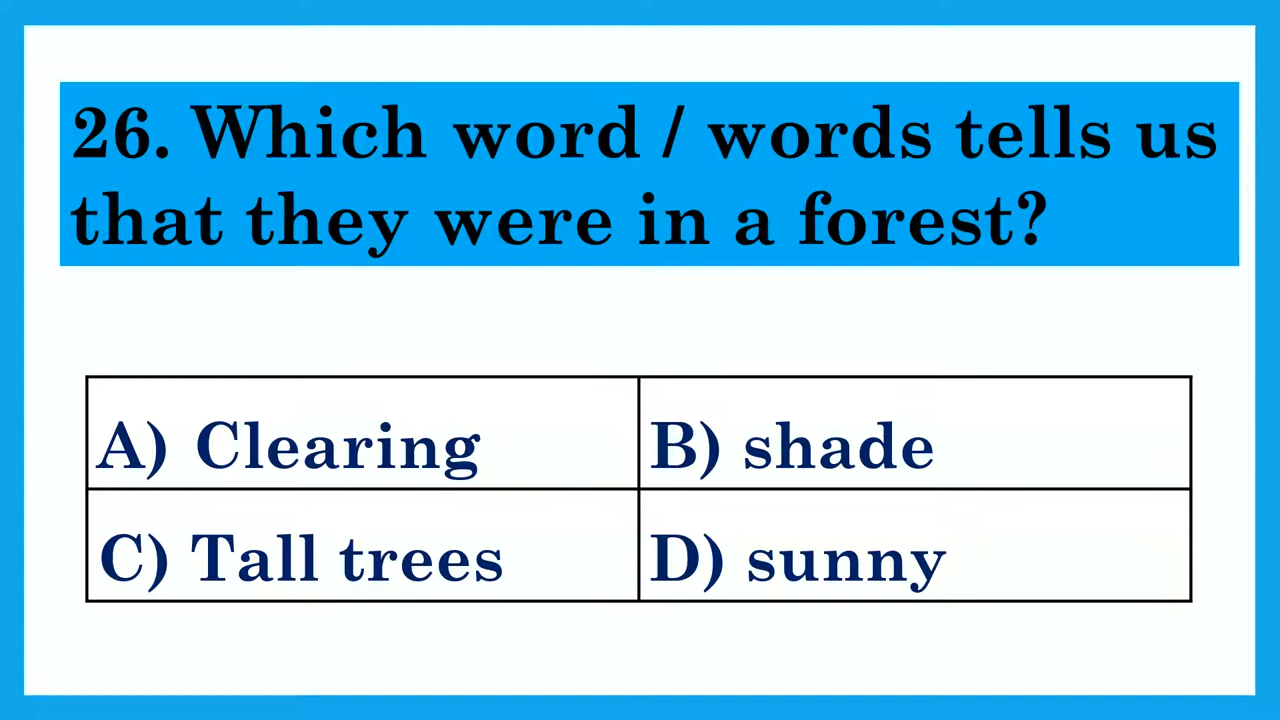 26. Which word / words tells us
that they were in a forest?
A) Clearing
B) shade
C) Tall trees
D) sunny